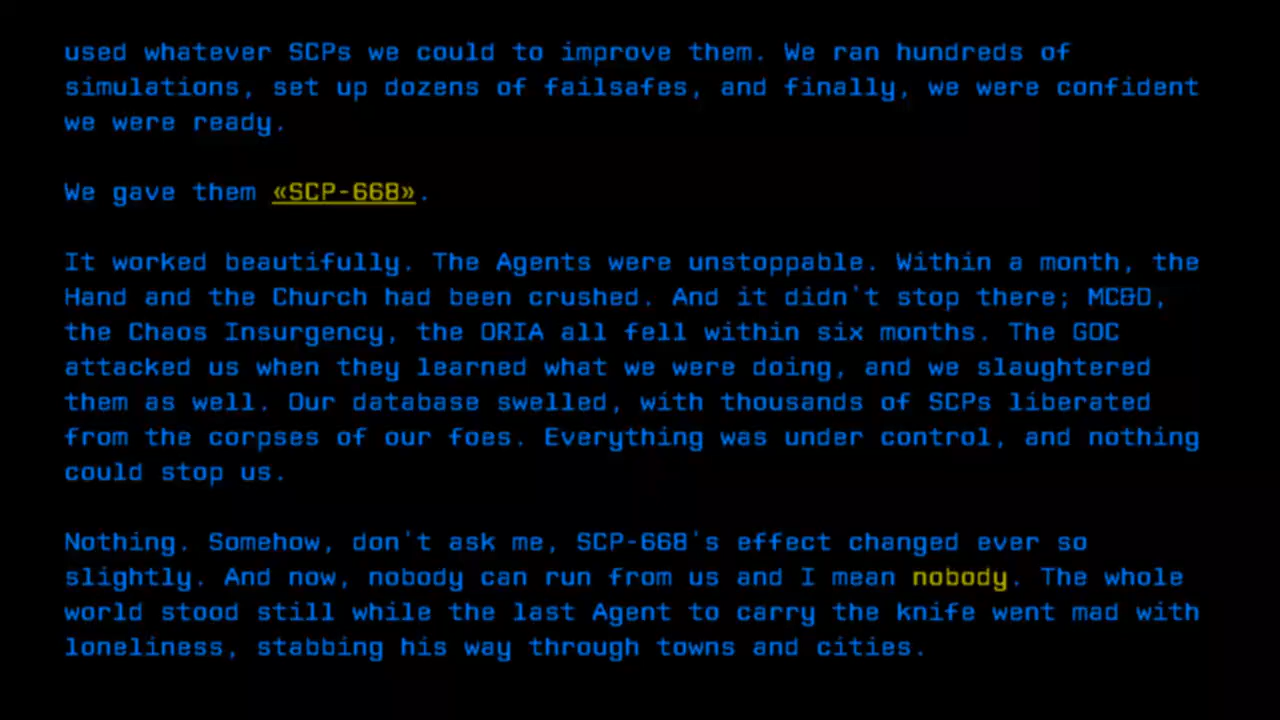 used whatever SCPs we could to improve them. We ran hundreds of
simulations, set up dozens of failsafes, and finally, we were confident
we were ready.
We gave them «SCP-668».
It worked beautifully. The Agents were unstoppable. Within a month, the
Hand and the Church had been crushed. And it didn't stop there; MC&D,
the Chaos Insurgency, the ORIA all fell within six months. The GOC
attacked us when they learned what we were doing, and we slaughtered
them as well. Our database swelled, with thousands of SCPs liberated
from the corpses of our foes. Everything was under control, and nothing
could stop us.
Nothing. Somehow, don't ask me, SCP-668's effect changed ever so
slightly. And now, nobody can run from us and I mean nobody. The whole
world stood still while the last Agent to carry the knife went mad with
loneliness, stabbing his way through towns and cities.